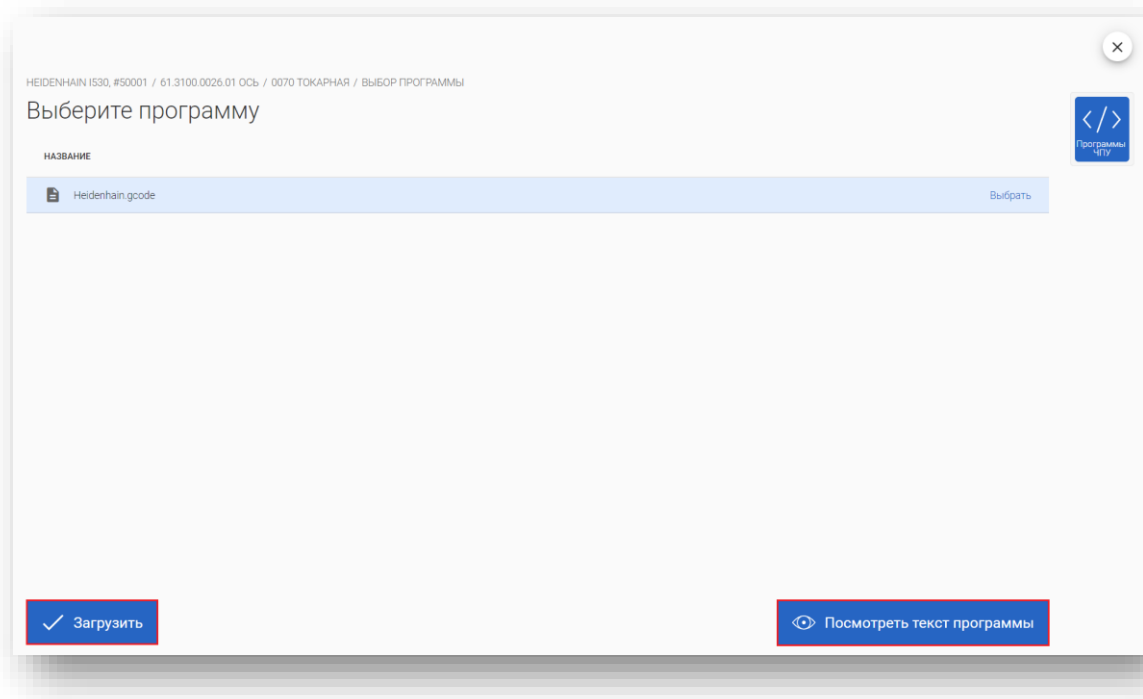 HEIDENHAIN I530, #50001 / 61.3100.0026.01 ОСЬ / 0070 ТОКАРНАЯ / ВЫБОР ПРОГРАММЫ
Выберите программу
</>
Программы
ЧПУ
НАЗВАНИЕ
Heidenhain.gcode
Выбрать
Загрузить
Посмотреть текст программы